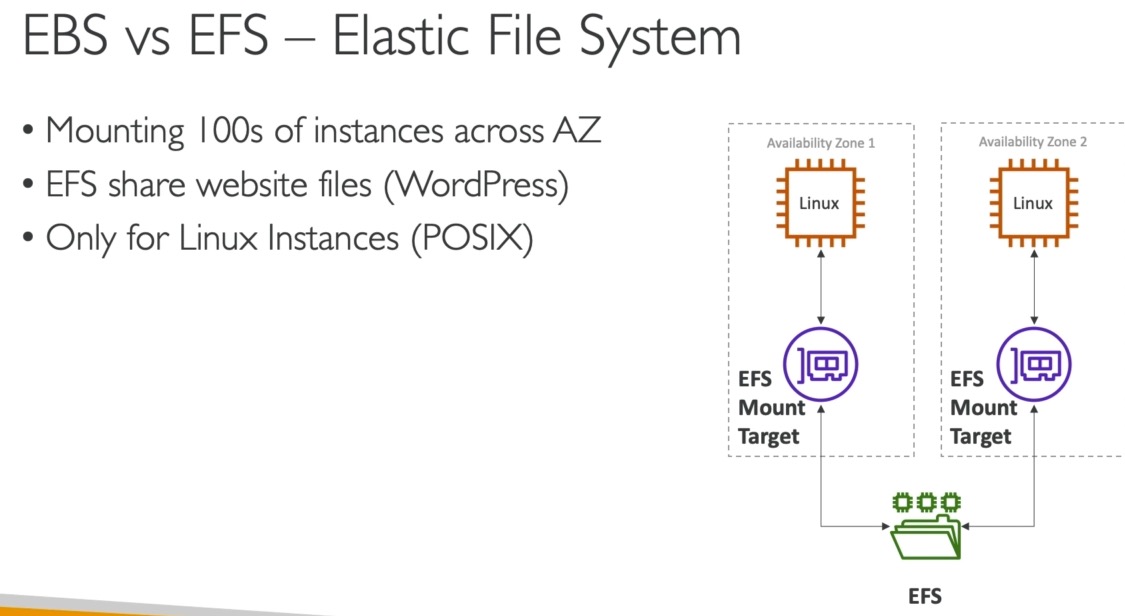 EBS vs EFS – Elastic File System
• Mounting 100s of instances across AZ
• EFS share website files (WordPress)
• Only for Linux Instances (POSIX)
Availability Zone 1
Linux
EFS
Mount
Target
Availability Zone 2
Linux
EFS
Mount
Target
EFS